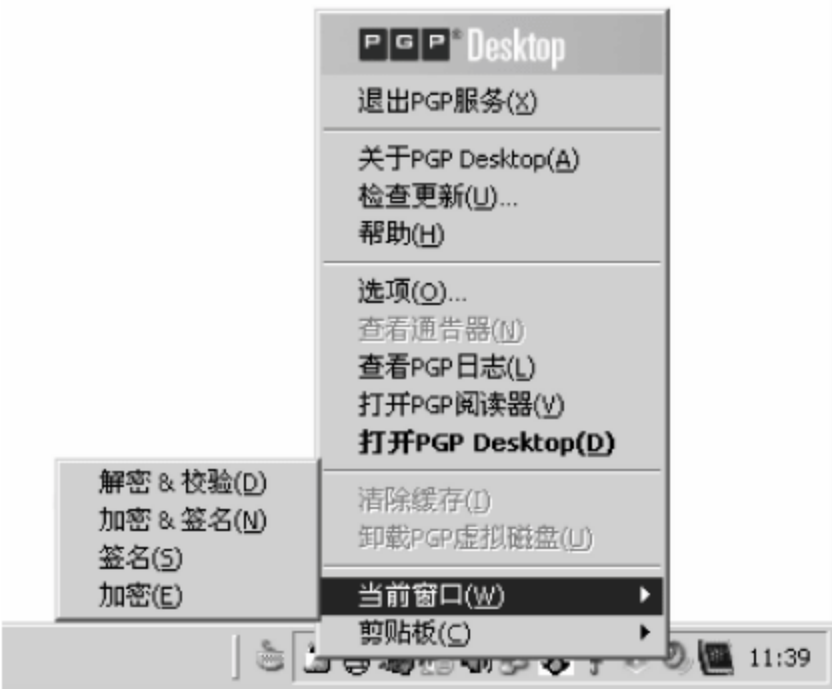 PGP® Desktop
退出PGP服务(X)
关于PGP Desktop(A)
检查更新(U)...
帮助(H)
选项(O)...
查看通告器(N)
查看PGP日志(L)
打开PGP阅读器(V)
打开PGP Desktop(D)
清除缓存(I)
卸载PGP虚拟磁盘(U)
当前窗口(W)
剪贴板(C)
解密 & 校验(D)
加密 & 签名(N)
签名(S)
加密(E)
11:39